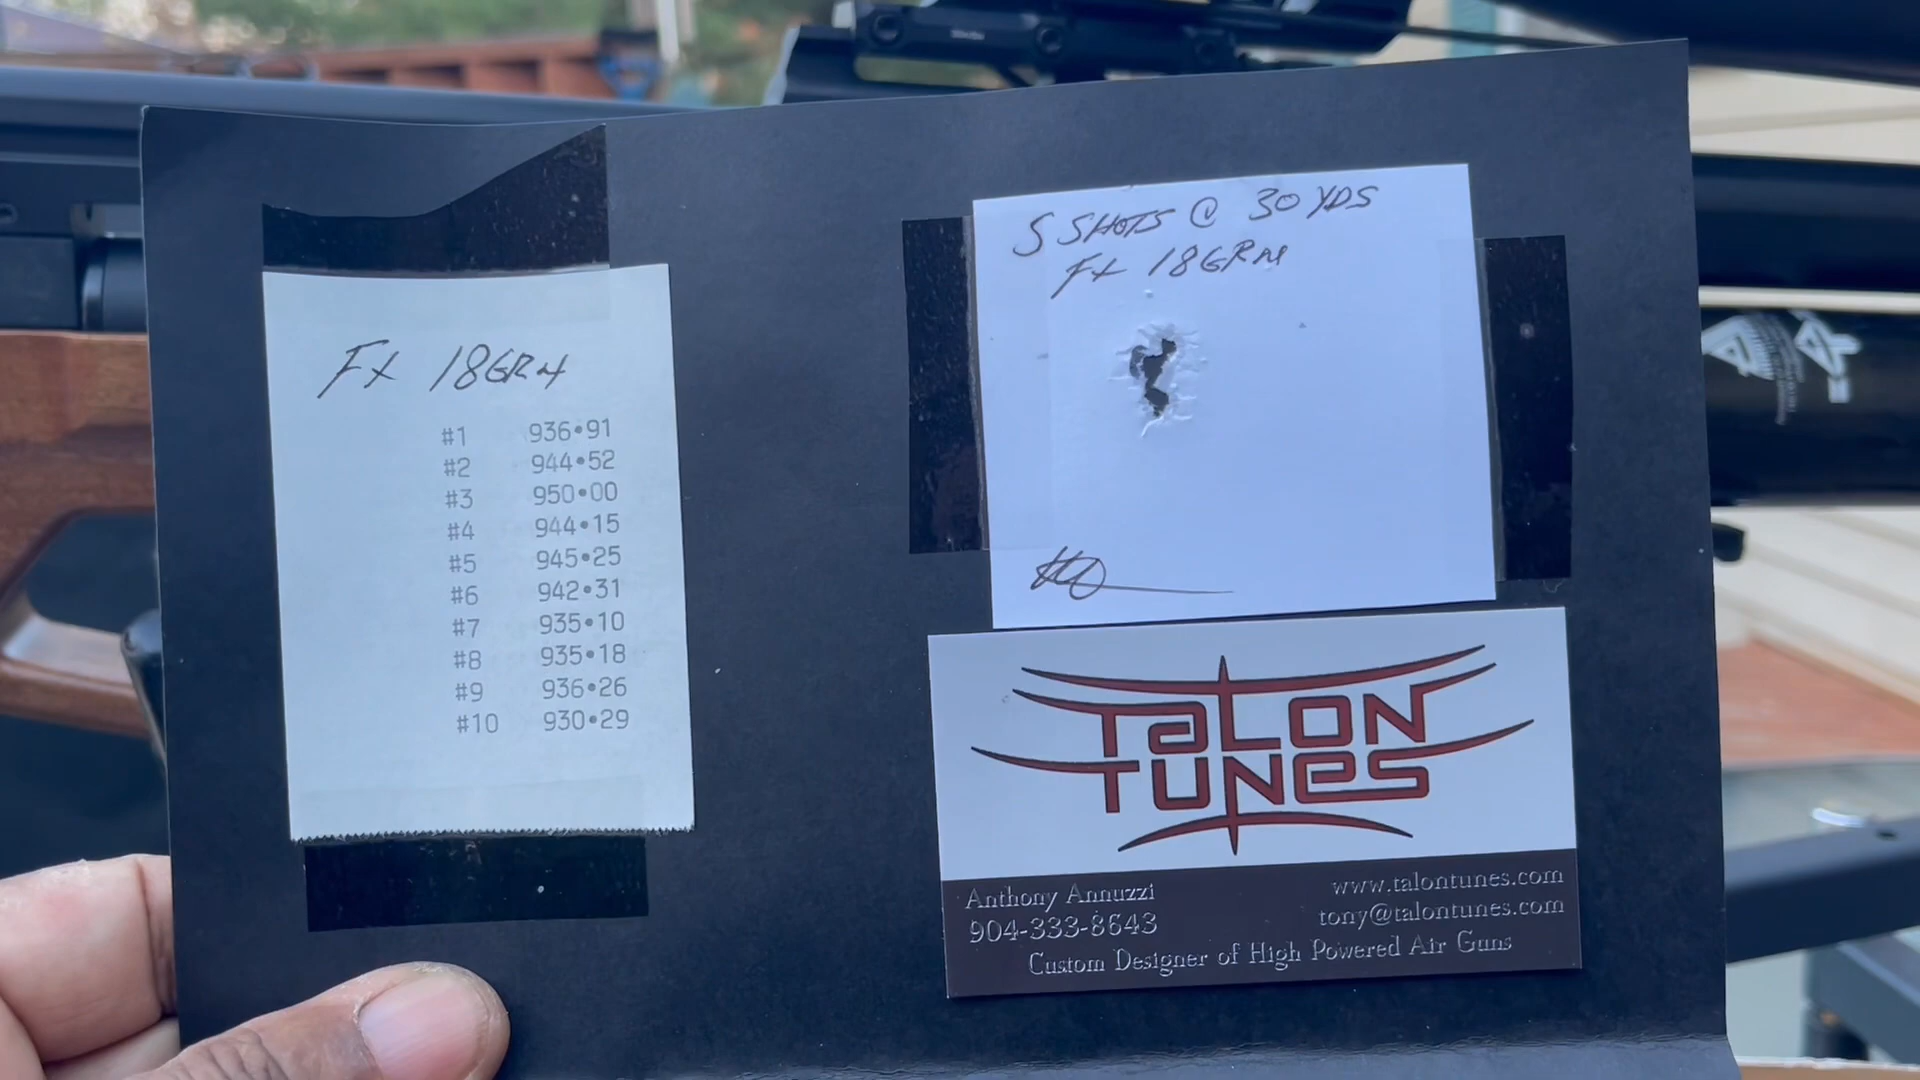 FX 18GRN
#1 936.91
#2 944.52
#3 950.00
#4 944.15
#5 945.25
#6 942.31
#7 935.10
#8 935.18
#9 936.26
#10 930.29
5 SHOTS @ 30 YDS
FX 18GRN
TaLON
TUNes
Anthony Annuzzi
904-333-8643
www.talontunes.com
tony@talontunes.com
Custom Designer of High Powered Air Guns